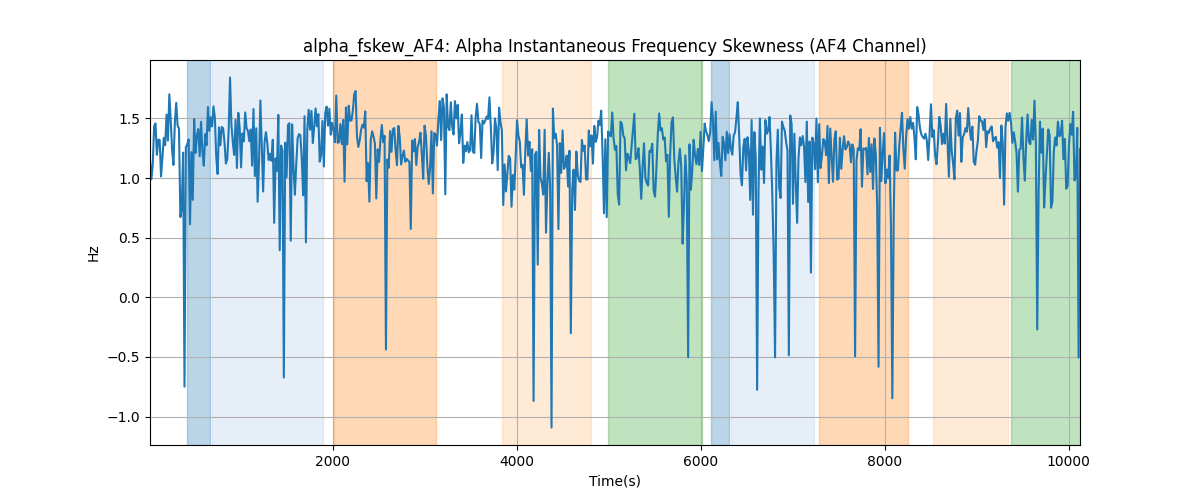 alpha_fskew_AF4: Alpha Instantaneous Frequency Skewness (AF4 Channel)
1.5
1.0
0.5
0.0
−0.5
−1.0
Hz
2000 4000 6000 8000 10000
Time(s)